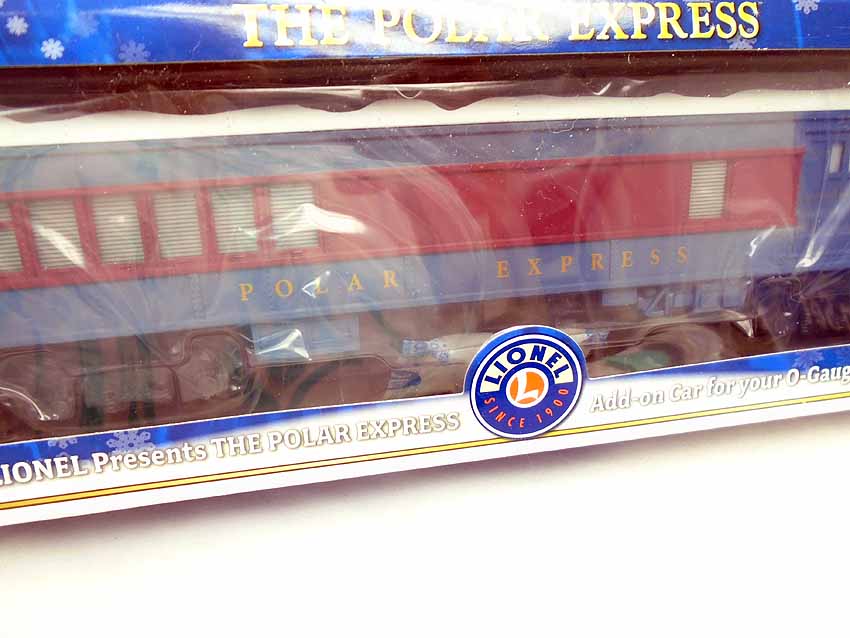 THE POLAR EXPRESS
POLAR EXPRESS
LIONEL
L
SINCE 1900
LIONEL Presents THE POLAR EXPRESS
Add-on Car for your O-Gaug